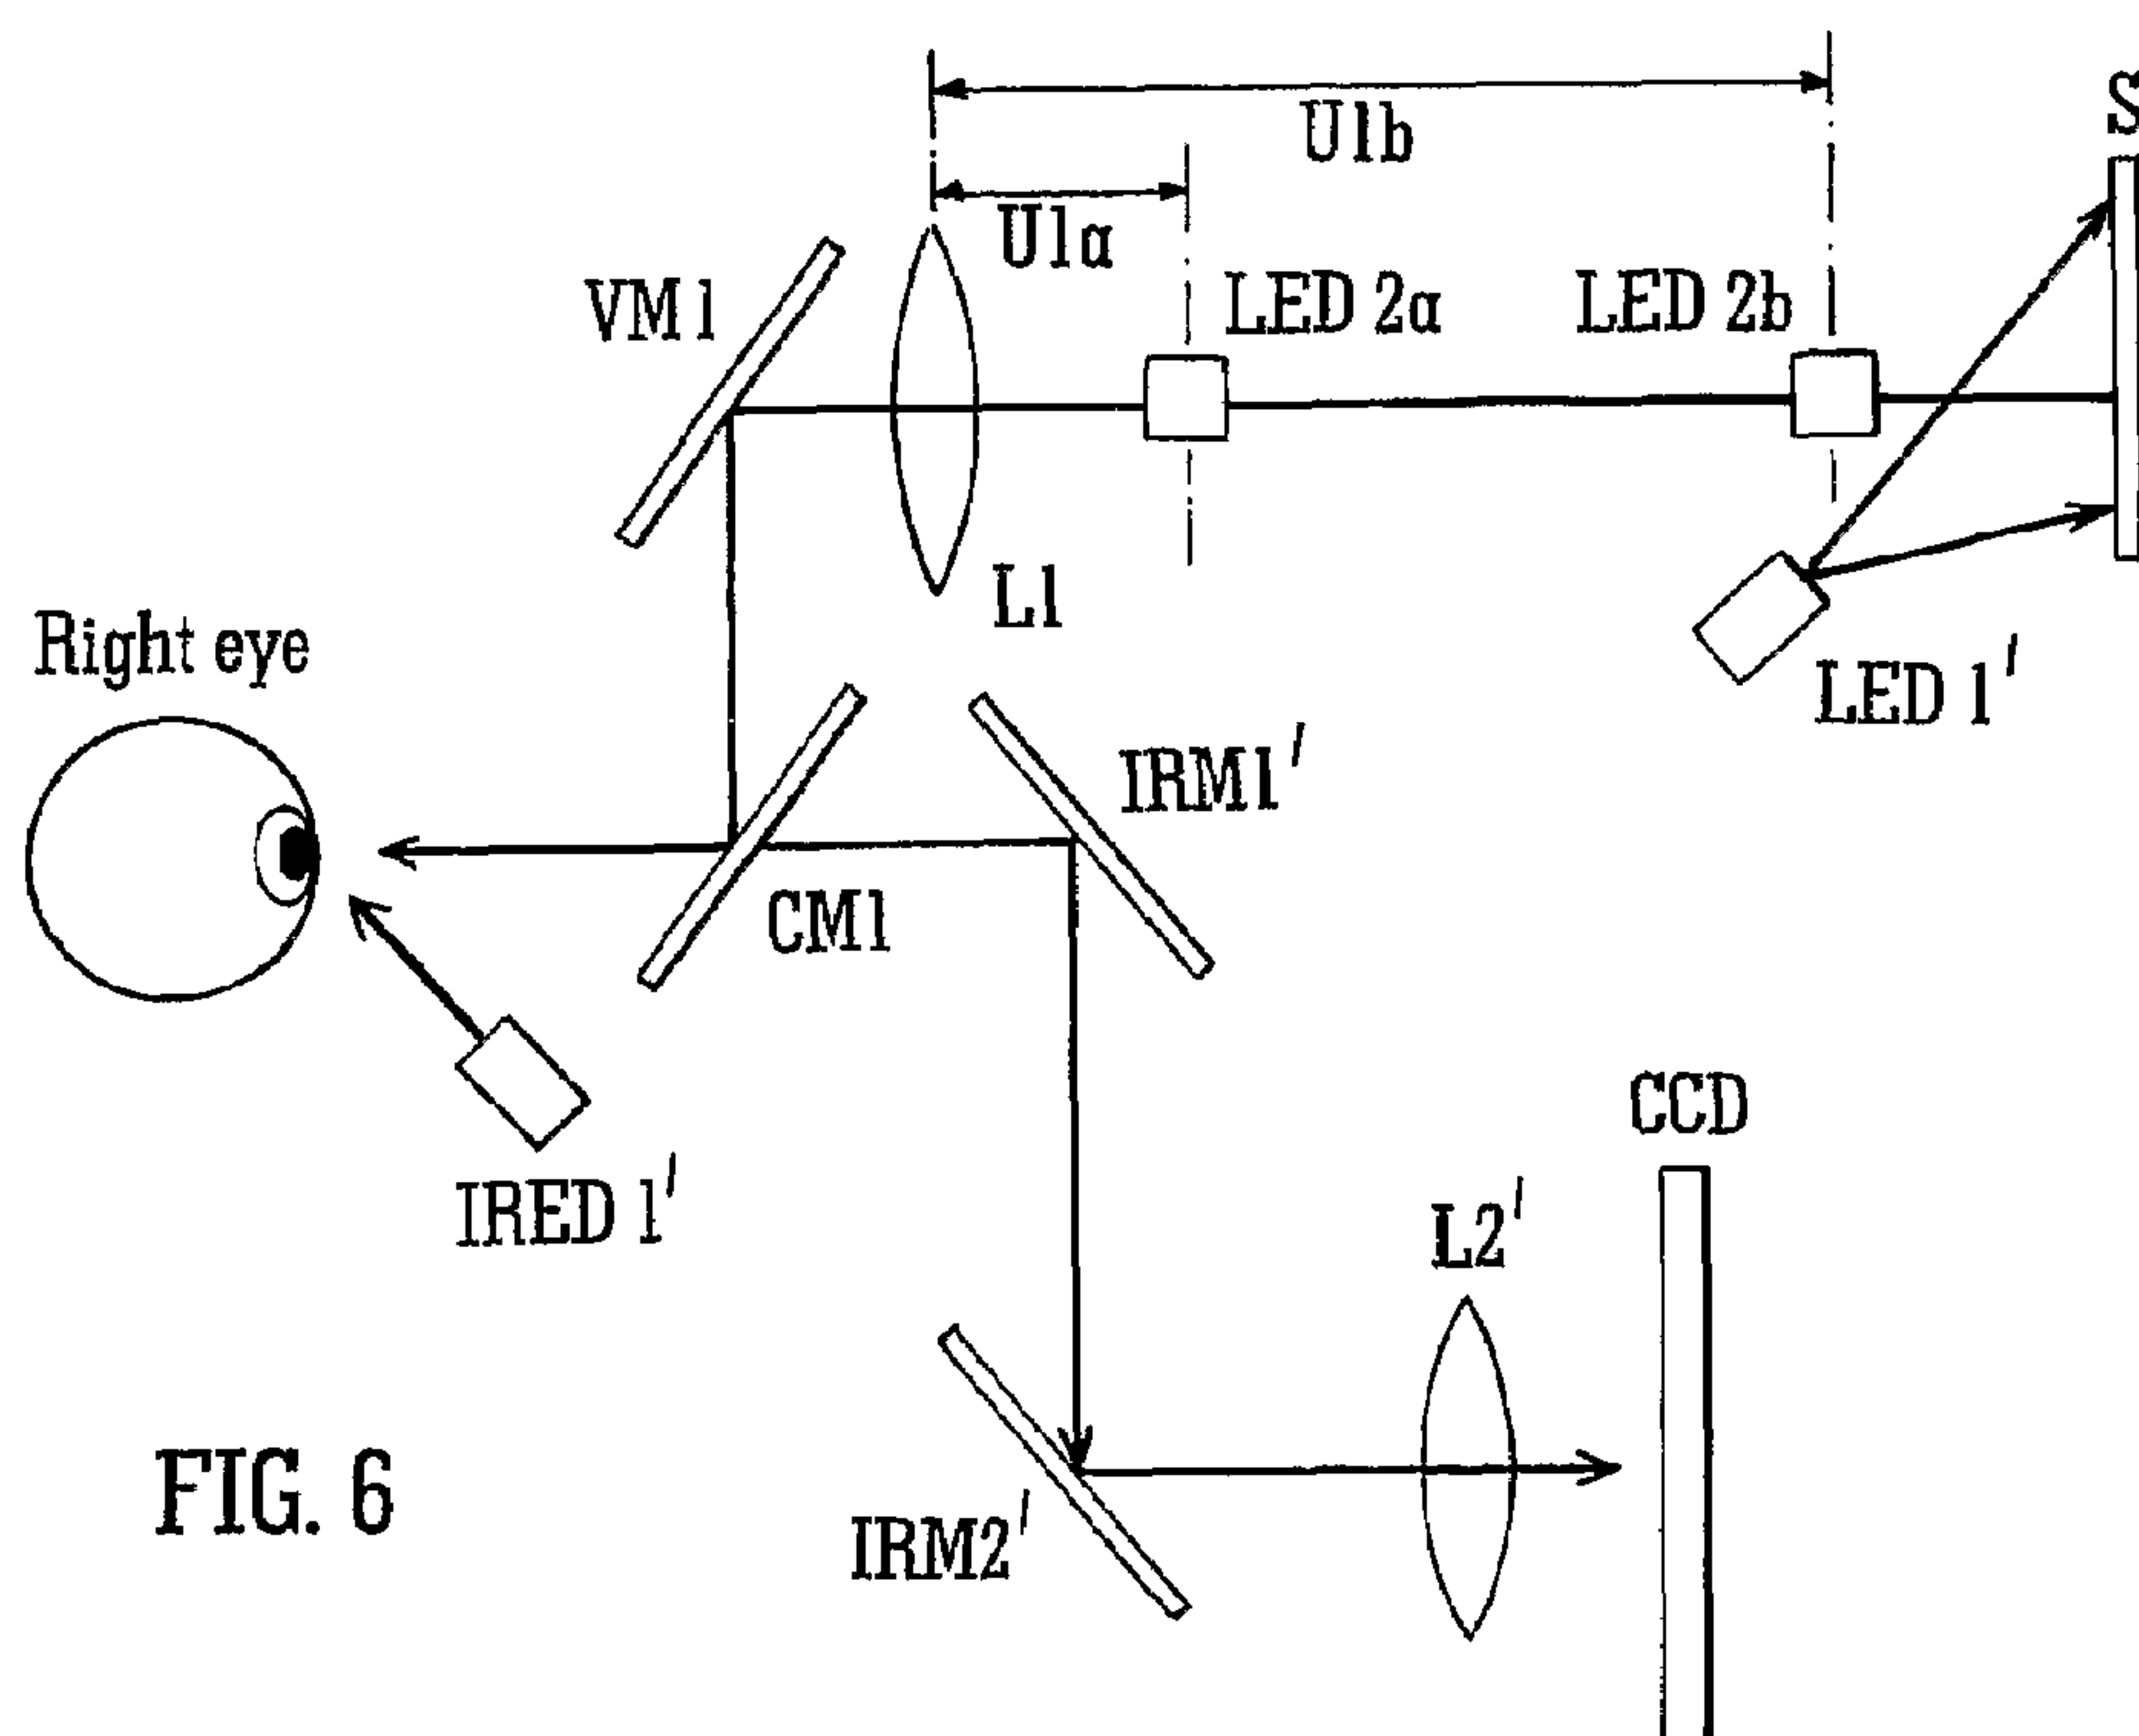 S
U1b
U1a
VM1
LED 2a
LED 2b
L1
Right eye
LED 1'
IRM1'
CM1
CCD
IRED 1'
L2'
FIG. 6
IRM2'